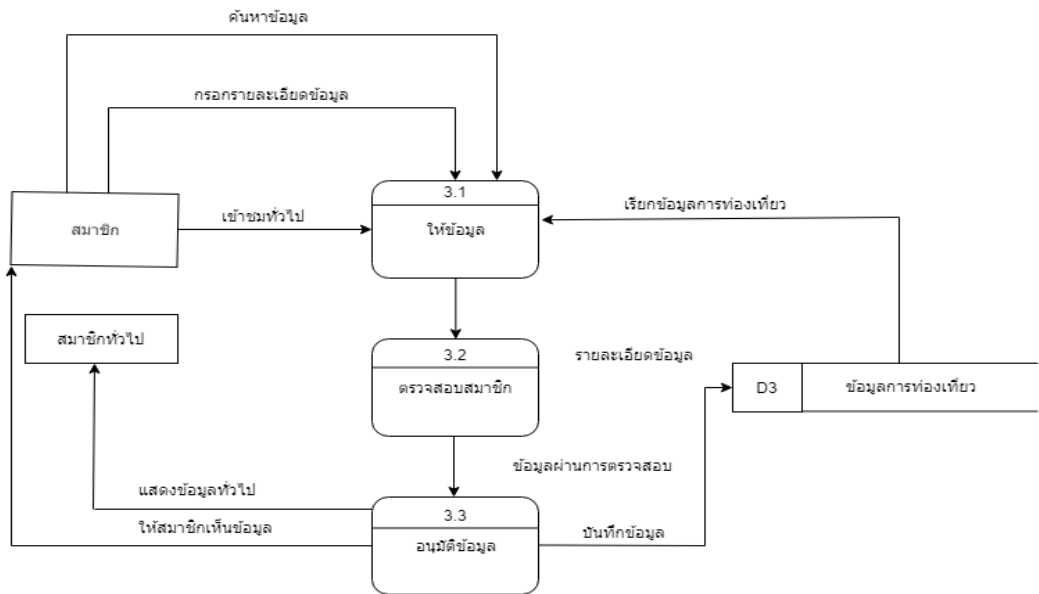 ค้นหาข้อมูล
กรอกรายละเอียดข้อมูล
3.1
สมาชิก
เข้าชมทั่วไป
ให้ข้อมูล
เรียกข้อมูลการท่องเที่ยว
สมาชิกทั่วไป
3.2
ตรวจสอบสมาชิก
รายละเอียดข้อมูล
D3
ข้อมูลการท่องเที่ยว
ข้อมูลผ่านการตรวจสอบ
แสดงข้อมูลทั่วไป
3.3
ให้สมาชิกเห็นข้อมูล
อนุมัติข้อมูล
บันทึกข้อมูล